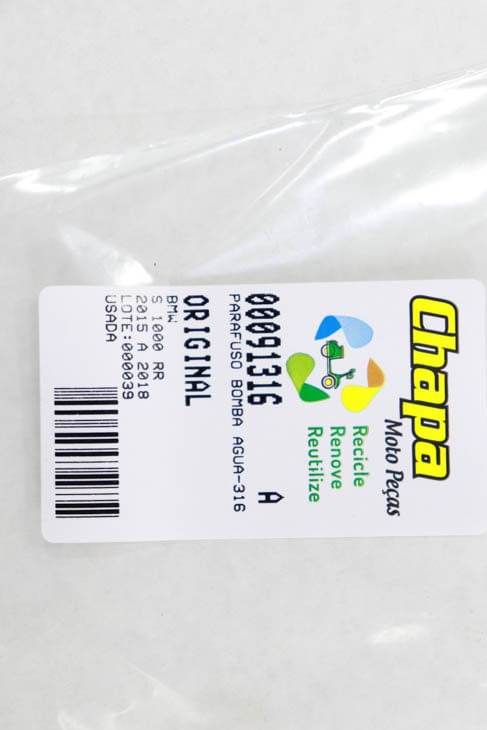 Chapa
Moto Peças
Recicle
Renove
Reutilize
00091316 A
PARAFUSO BOMBA AGUA-316
ORIGINAL
BMW
S 1000 RR
2015 A 2018
LOTE:000039
USADA